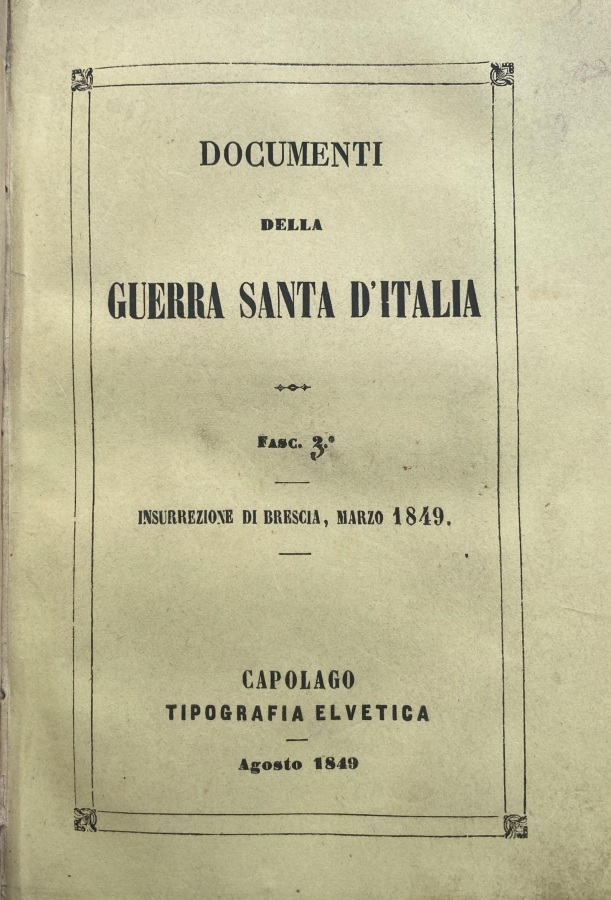 DOCUMENTI
DELLA
GUERRA SANTA D'ITALIA
FASC. 3.º
INSURREZIONE DI BRESCIA, MARZO 1849.
CAPOLAGO
TIPOGRAFIA ELVETICA
Agosto 1849